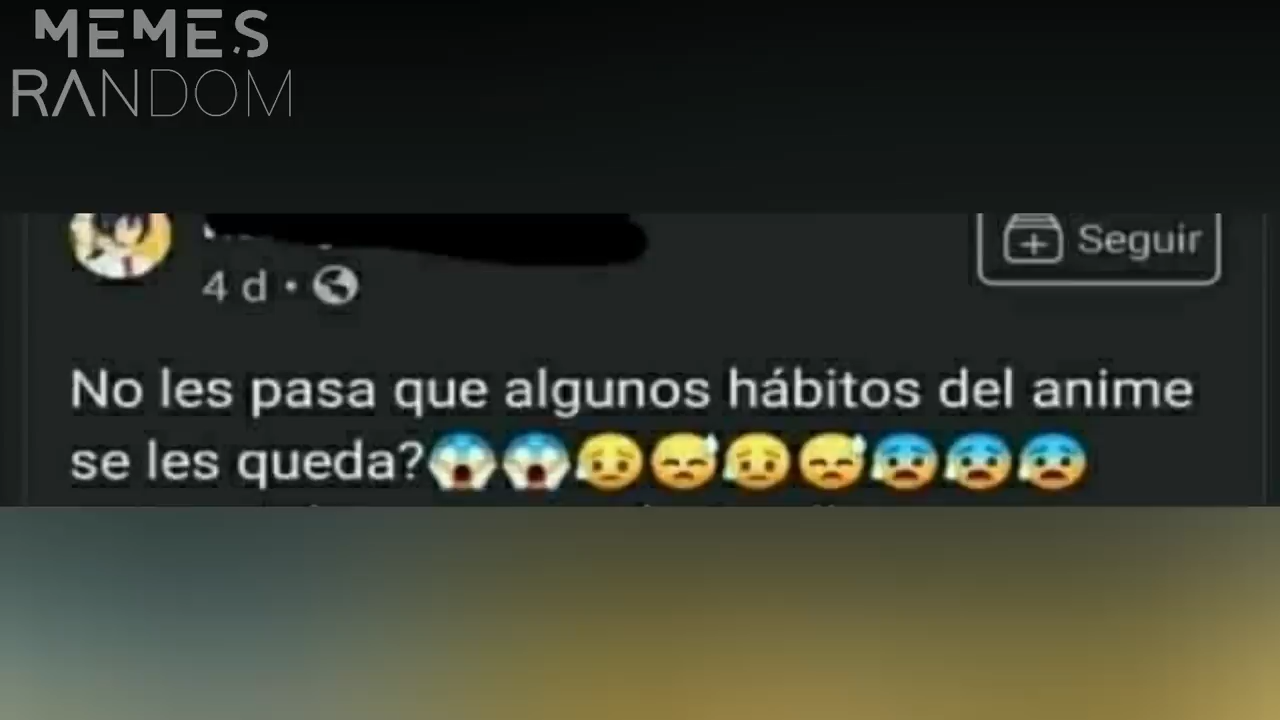 MEMES
RANDOM
Seguir
4 d •
No les pasa que algunos hábitos del anime
se les queda?😱😱😥😅😥😅😰😰😰